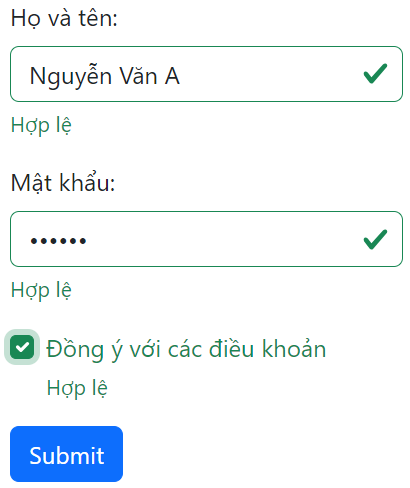 Họ và tên:
Nguyễn Văn A
Hợp lệ
Mật khẩu:
••••••
Hợp lệ
Đồng ý với các điều khoản
Hợp lệ
Submit